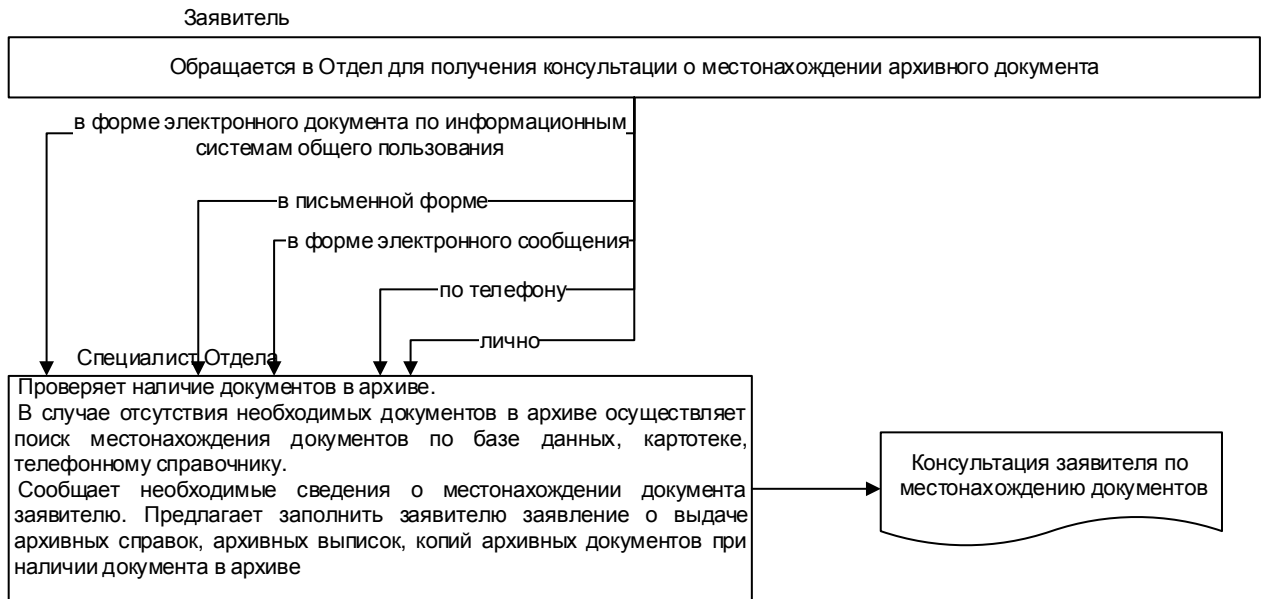 Заявитель
Обращается в Отдел для получения консультации о местонахождении архивного документа
в форме электронного документа по информационным
системам общего пользования
в письменной форме
в форме электронного сообщения
по телефону
лично
Специалист Отдела
Проверяет наличие документов в архиве.
В случае отсутствия необходимых документов в архиве осуществляет
поиск местонахождения документов по базе данных, картотеке,
телефонному справочнику.
Сообщает необходимые сведения о местонахождении документа
заявителю. Предлагает заполнить заявителю заявление о выдаче
архивных справок, архивных выписок, копий архивных документов при
наличии документа в архиве
Консультация заявителя по
местонахождению документов